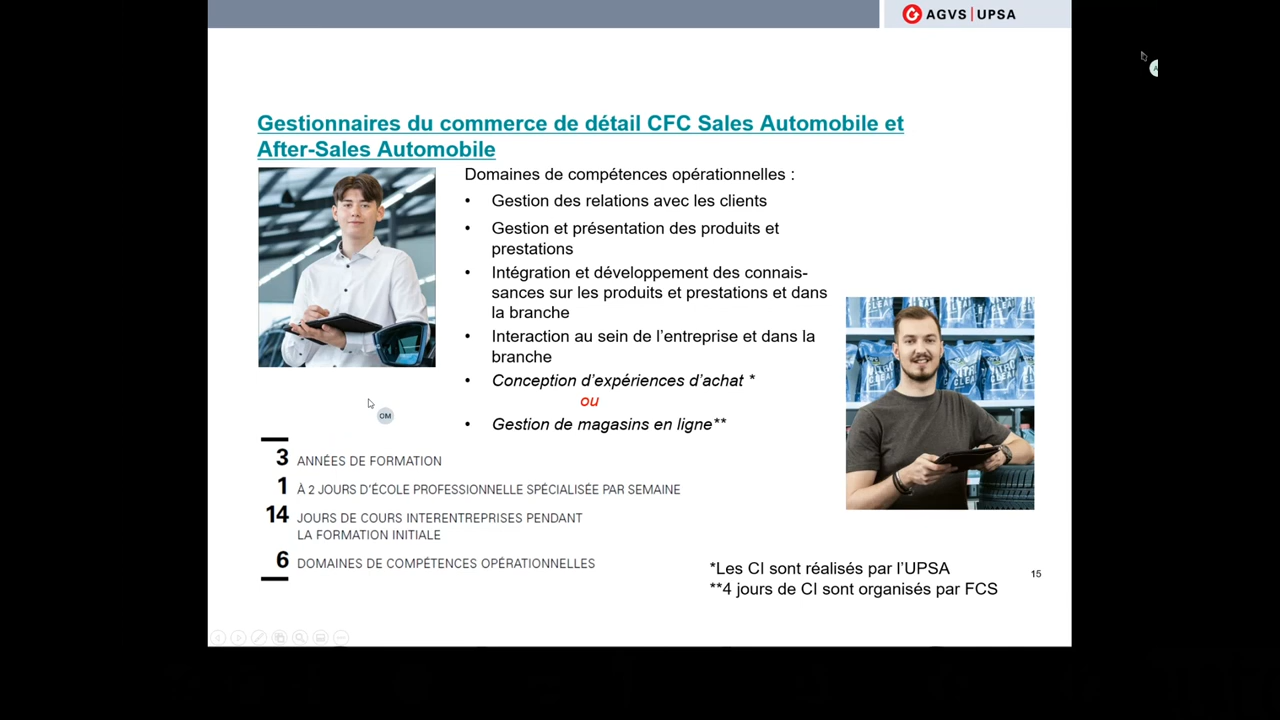 AGVS | UPSA
Gestionnaires du commerce de détail CFC Sales Automobile et
After-Sales Automobile
Domaines de compétences opérationnelles :
• Gestion des relations avec les clients
• Gestion et présentation des produits et
prestations
• Intégration et développement des connais-
sances sur les produits et prestations et dans
la branche
• Interaction au sein de l’entreprise et dans la
branche
• Conception d’expériences d’achat *
ou
• Gestion de magasins en ligne**
OM
3 ANNÉES DE FORMATION
1 À 2 JOURS D’ÉCOLE PROFESSIONNELLE SPÉCIALISÉE PAR SEMAINE
14 JOURS DE COURS INTERENTREPRISES PENDANT
LA FORMATION INITIALE
6 DOMAINES DE COMPÉTENCES OPÉRATIONNELLES
*Les CI sont réalisés par l’UPSA
**4 jours de CI sont organisés par FCS
15